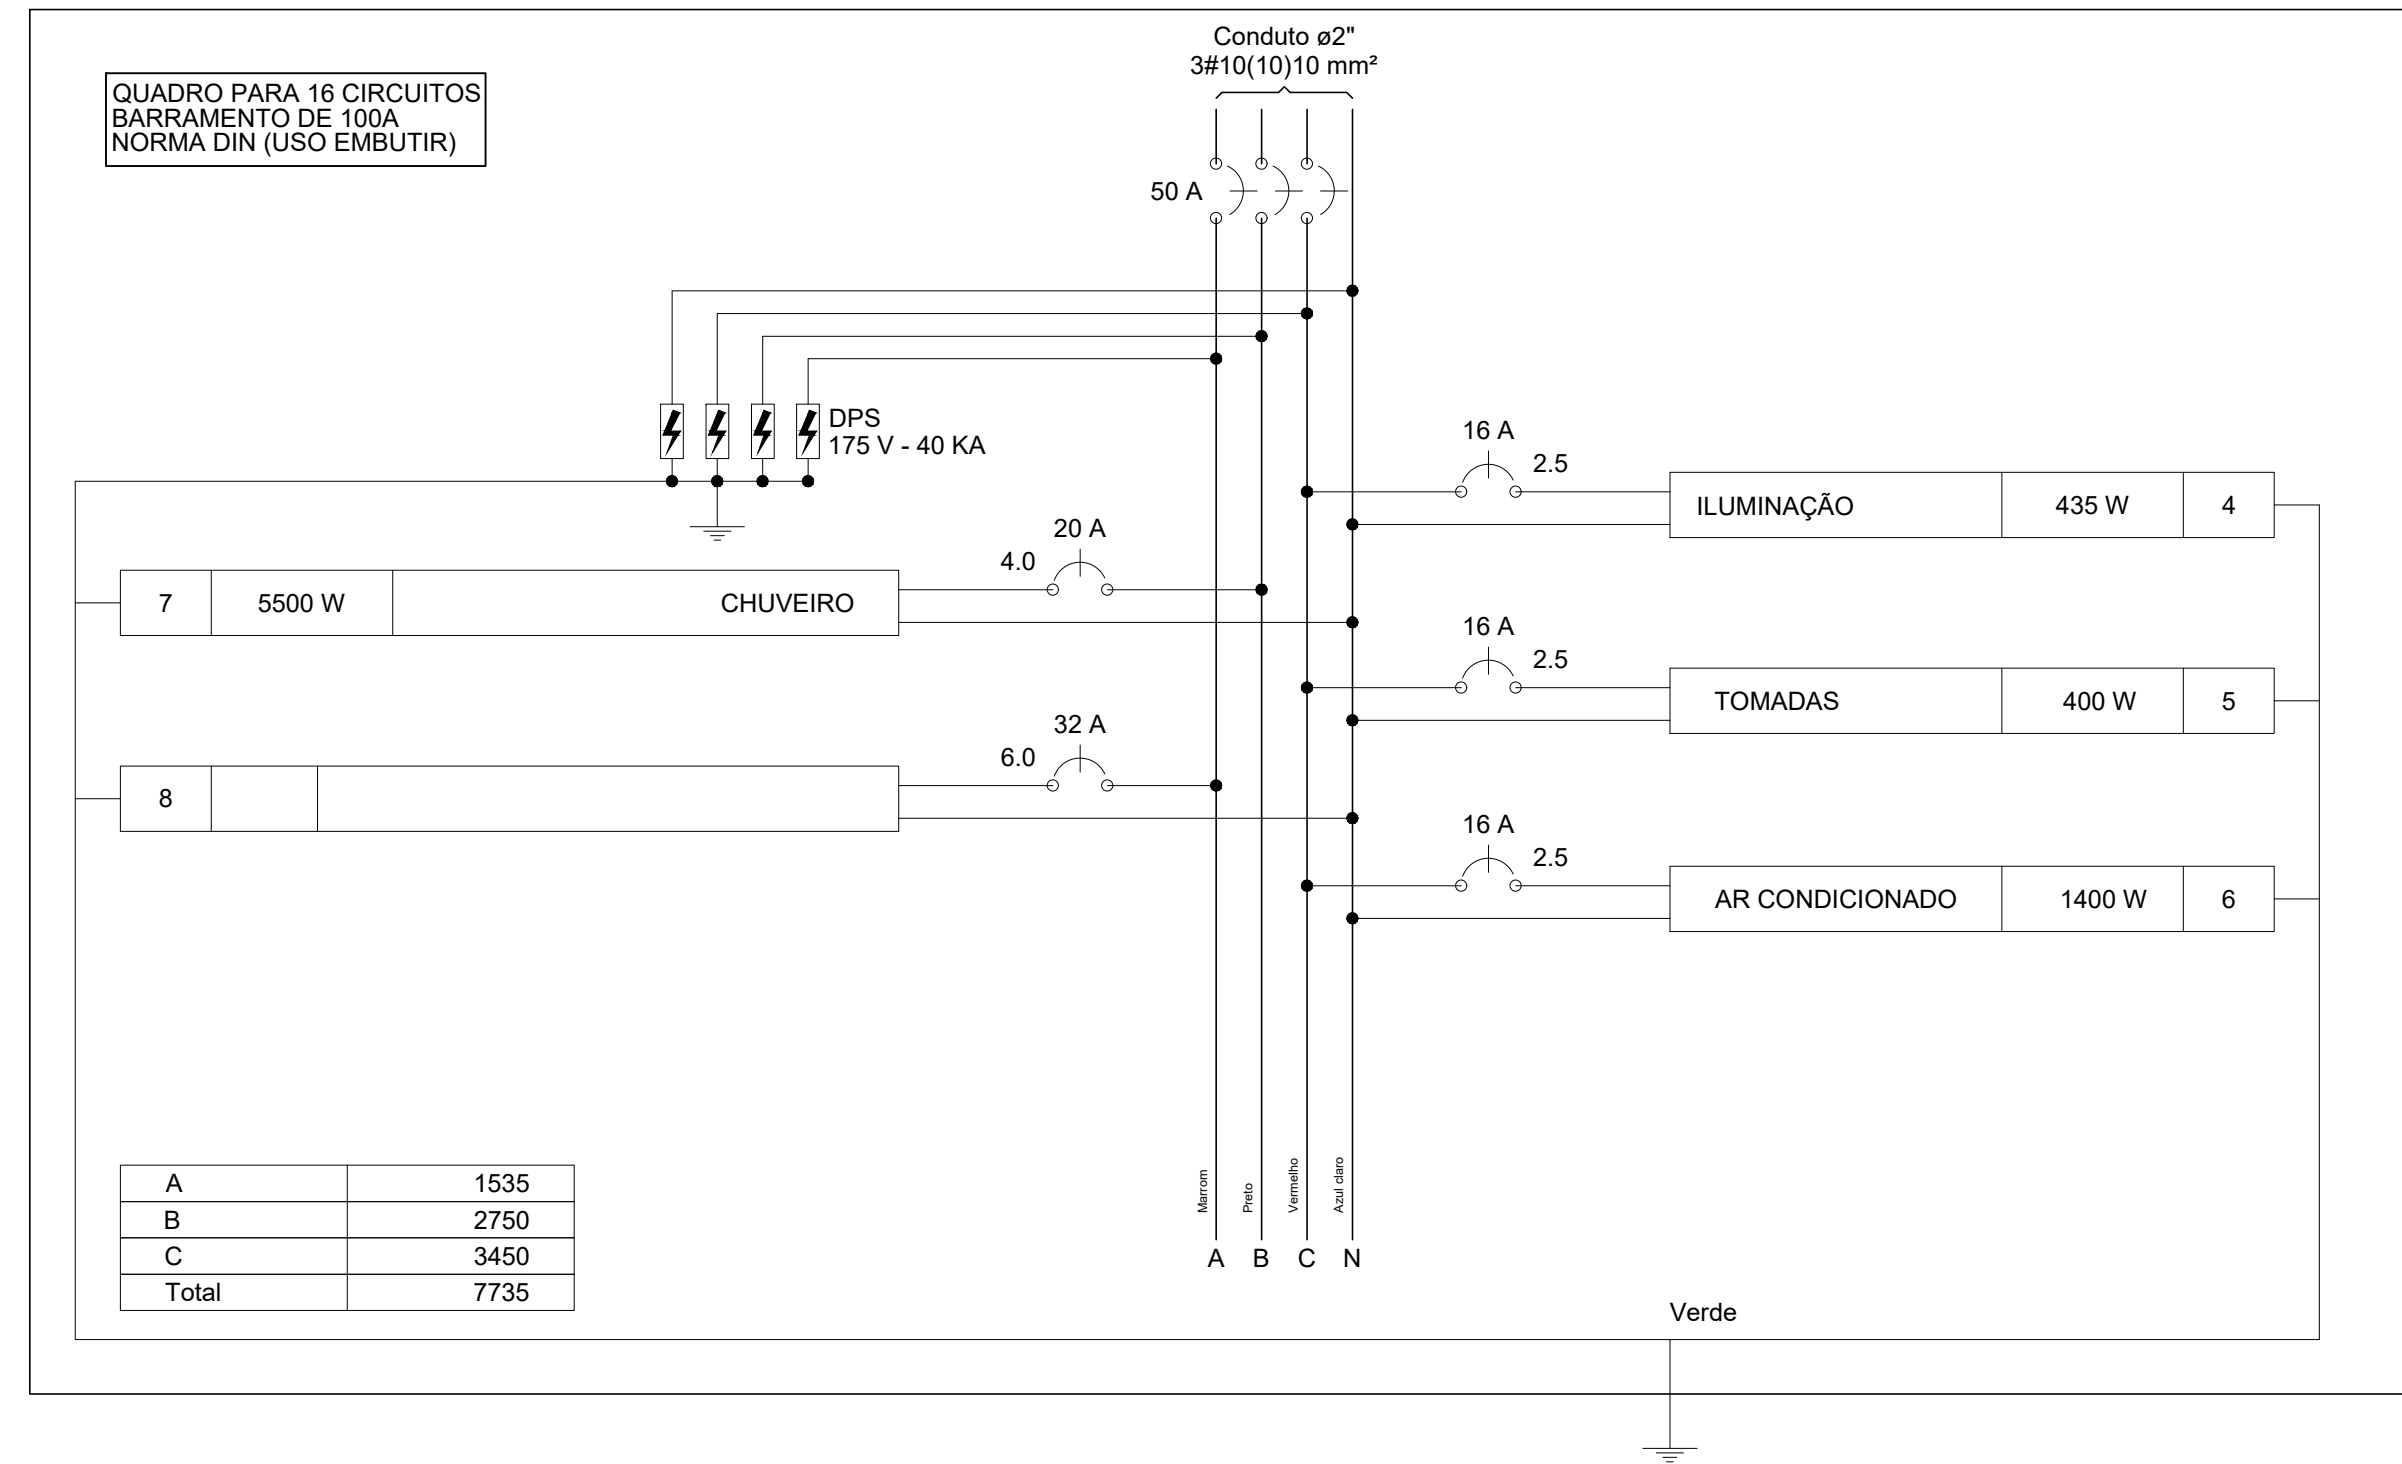 Conduto ø2"
3#10(10)10 mm²
QUADRO PARA 16 CIRCUITOS
BARRAMENTO DE 100A
NORMA DIN (USO EMBUTIR)
50 A
DPS
175 V - 40 KA
16 A
2.5
ILUMINAÇÃO 435 W 4
20 A
4.0
7 5500 W CHUVEIRO
16 A
2.5
TOMADAS 400 W 5
32 A
6.0
8
16 A
2.5
AR CONDICIONADO 1400 W 6
A 1535
B 2750
C 3450
Total 7735
Marrom
Preto
Vermelho
Azul claro
A B C N
Verde